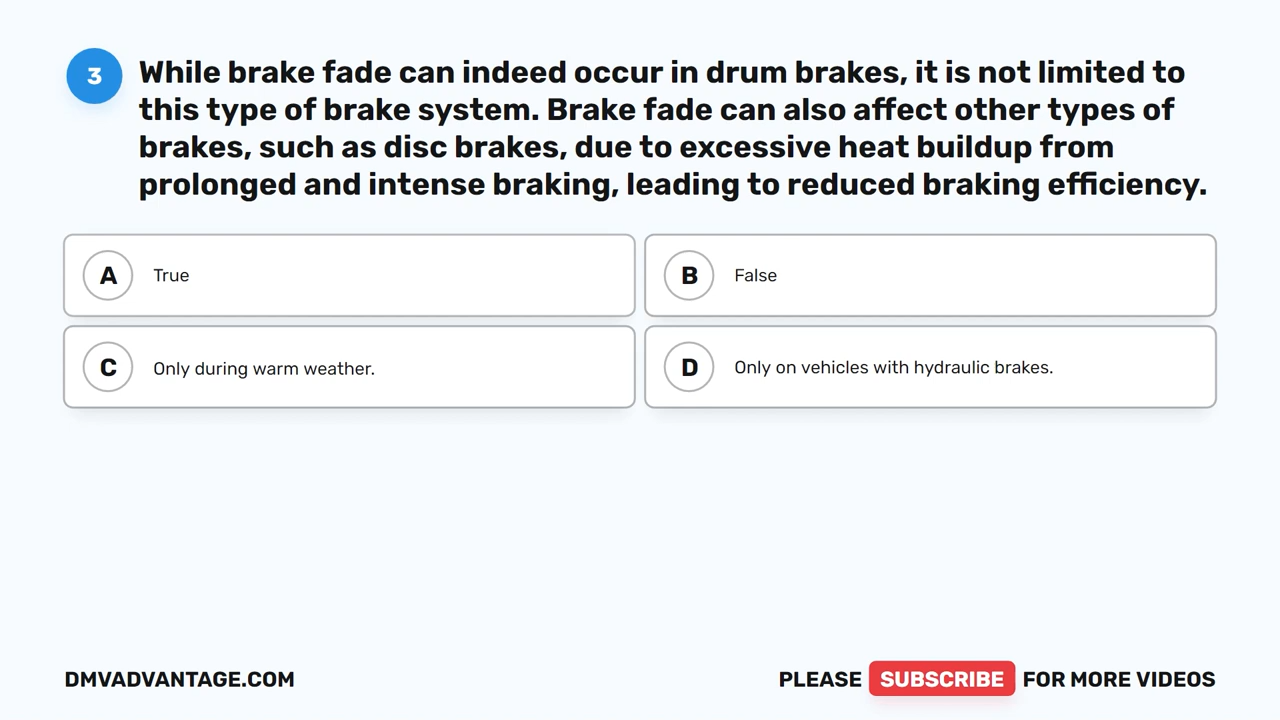 3
While brake fade can indeed occur in drum brakes, it is not limited to
this type of brake system. Brake fade can also affect other types of
brakes, such as disc brakes, due to excessive heat buildup from
prolonged and intense braking, leading to reduced braking efficiency.
A True
B False
C Only during warm weather.
D Only on vehicles with hydraulic brakes.
DMVADVANTAGE.COM
PLEASE SUBSCRIBE FOR MORE VIDEOS